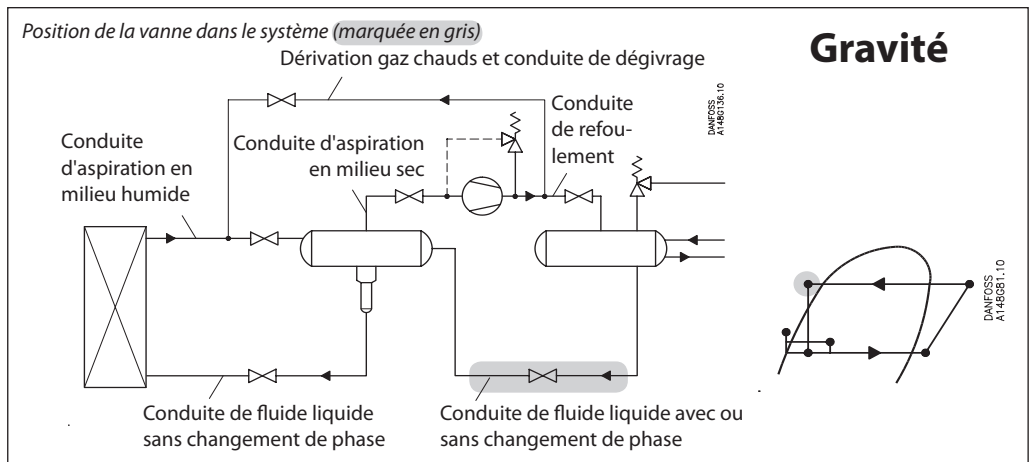 Position de la vanne dans le système (marquée en gris)
Gravité
Dérivation gaz chauds et conduite de dégivrage
DANFOSS
A148G136.10
Conduite
de refou-
lement
Conduite
d'aspiration en
milieu humide
Conduite d'aspiration
en milieu sec
DANFOSS
A148G81.10
Conduite de fluide liquide
sans changement de phase
Conduite de fluide liquide avec ou
sans changement de phase